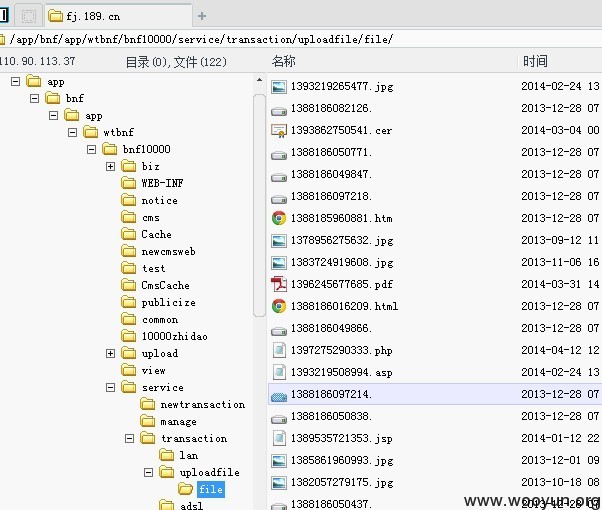 fj.189.cn
/app/bnf/app/wtbnf/bnf10000/service/transaction/uploadfile/file/
110.90.113.37 目录(0),文件(122) 名称 时间
app
bnf
app
wtbnf
bnf10000
biz
WEB-INF
notice
cms
Cache
newcmsweb
test
CmsCache
publicize
common
10000zhidao
upload
view
service
newtransaction
manage
transaction
lan
uploadfile
file
adsl
1393219265477.jpg 2014-02-24 13
1388186082126. 2013-12-28 07
1393862750541.cer 2014-03-04 00
1388186050771. 2013-12-28 07
1388186049847. 2013-12-28 07
1388186097218. 2013-12-28 07
1388185960881.htm 2013-12-28 07
1378956275632.jpg 2013-09-12 11
1383724919608.jpg 2013-11-06 16
1396245677685.pdf 2014-03-31 14
1388186016209.html 2013-12-28 07
1388186049866. 2013-12-28 07
1397275290333.php 2014-04-12 12
1393219508994.asp 2014-02-24 13
1388186097214. 2013-12-28 07
1388186050838. 2013-12-28 07
1389535721353.jsp 2014-01-12 22
1385861960993.jpg 2013-12-01 09
1382057279175.jpg 2013-10-18 08
1388186050437. 2013-12-28 07
www.wooyun.org